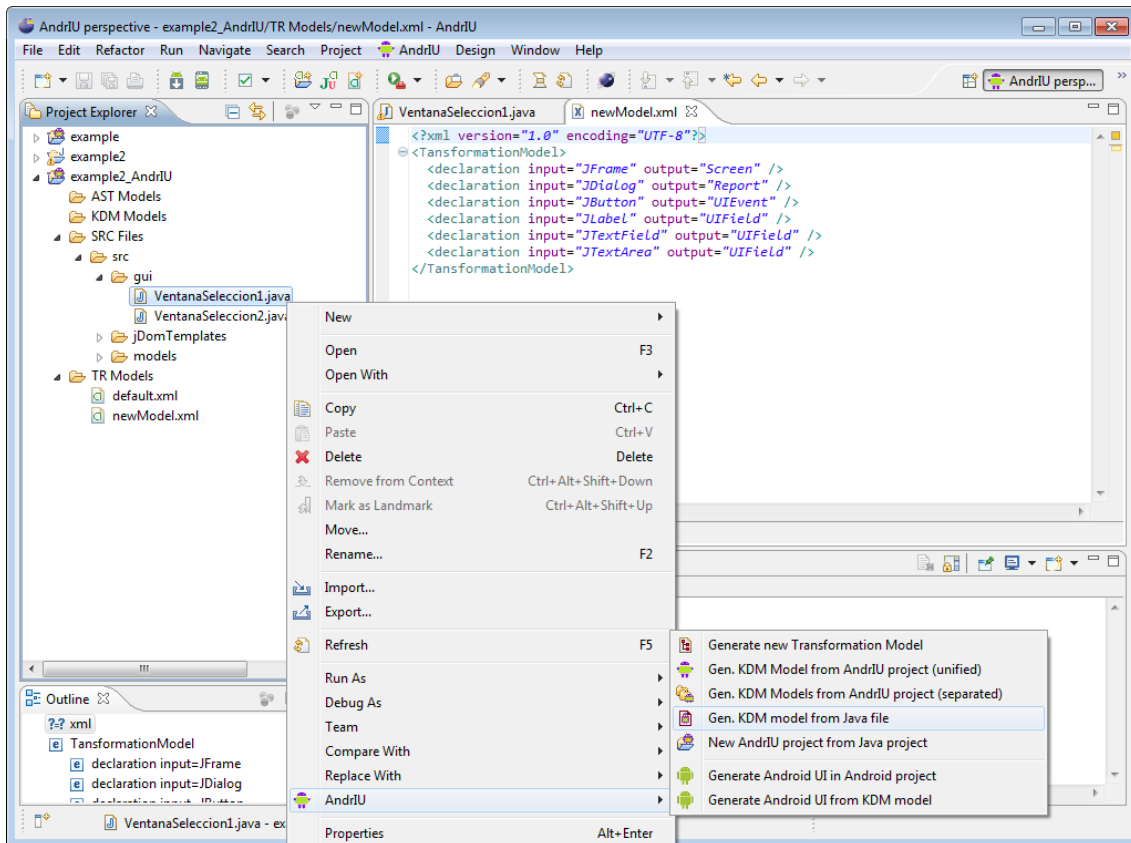 AndrIU perspective - example2_AndrIU/TR Models/newModel.xml - AndrIU
File Edit Refactor Run Navigate Search Project AndrIU Design Window Help
AndrIU persp...
Project Explorer
example
example2
example2_AndrIU
AST Models
KDM Models
SRC Files
src
gui
VentanaSeleccion1.java
VentanaSeleccion2.java
jDomTemplates
models
TR Models
default.xml
newModel.xml
VentanaSeleccion1.java newModel.xml
<?xml version="1.0" encoding="UTF-8"?>
<TansformationModel>
<declaration input="JFrame" output="Screen" />
<declaration input="JDialog" output="Report" />
<declaration input="JButton" output="UIEvent" />
<declaration input="JLabel" output="UIField" />
<declaration input="JTextField" output="UIField" />
<declaration input="JTextArea" output="UIField" />
</TansformationModel>
New
Open F3
Open With
Copy Ctrl+C
Paste Ctrl+V
Delete Delete
Remove from Context Ctrl+Alt+Shift+Down
Mark as Landmark Ctrl+Alt+Shift+Up
Move...
Rename... F2
Import...
Export...
Refresh F5
Run As
Debug As
Team
Compare With
Replace With
AndrIU
Properties Alt+Enter
Generate new Transformation Model
Gen. KDM Model from AndrIU project (unified)
Gen. KDM Models from AndrIU project (separated)
Gen. KDM model from Java file
New AndrIU project from Java project
Generate Android UI in Android project
Generate Android UI from KDM model
Outline
?=? xml
TansformationModel
declaration input=JFrame
declaration input=JDialog
VentanaSeleccion1.java - ex